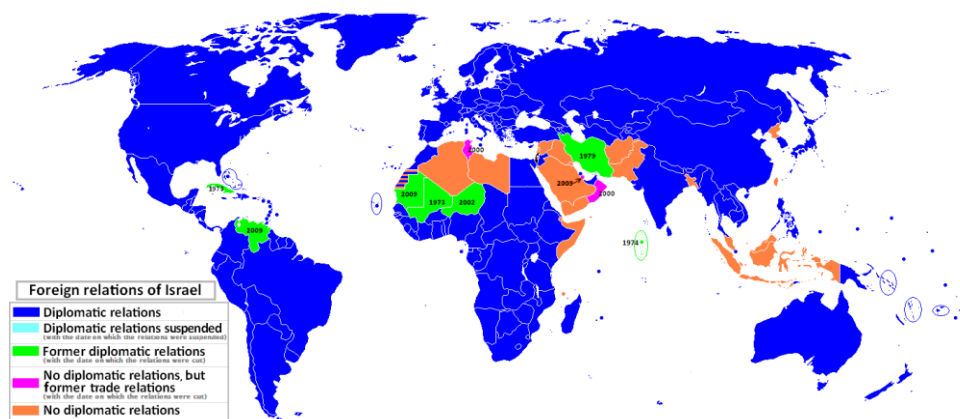 2000
1979
2009
2000
1973
2009
1973
2002
1974
2009
Foreign relations of Israel
Diplomatic relations
Diplomatic relations suspended
(with the date on which the relations were suspended)
Former diplomatic relations
(with the date on which the relations were cut)
No diplomatic relations, but
former trade relations
(with the date on which the relations were cut)
No diplomatic relations